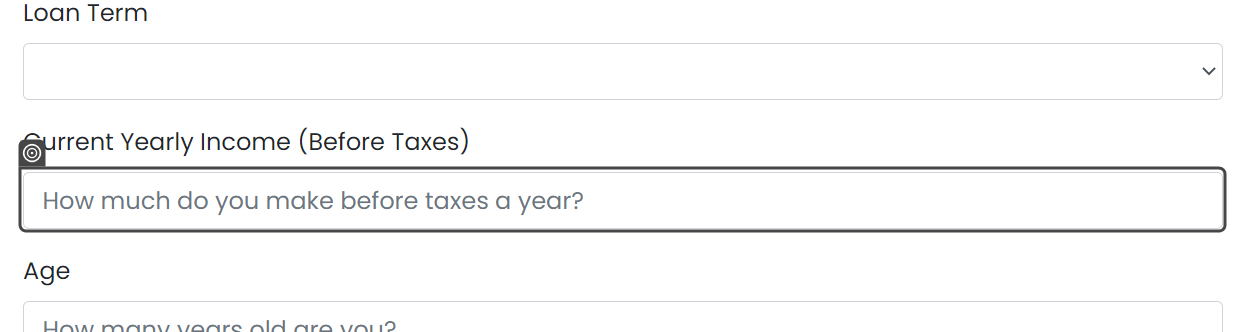 Loan Term
Current Yearly Income (Before Taxes)
How much do you make before taxes a year?
Age
How many years old are you?